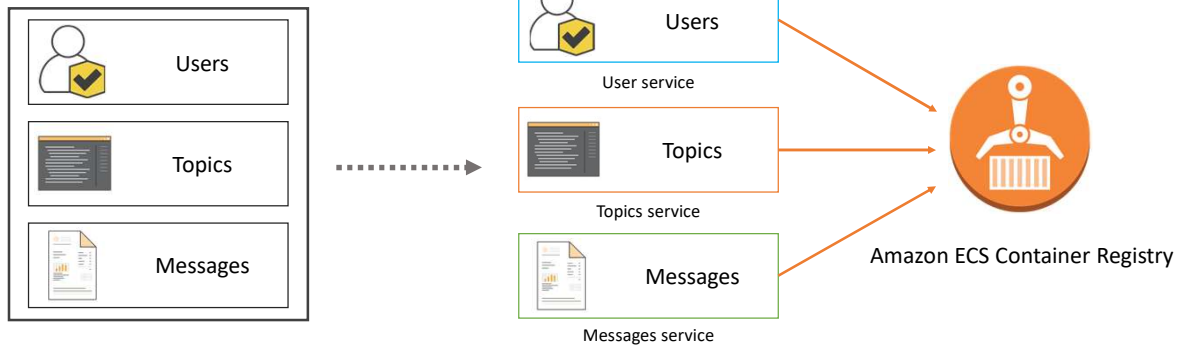 Users
Topics
Messages
Users
User service
Topics
Topics service
Messages
Messages service
Amazon ECS Container Registry